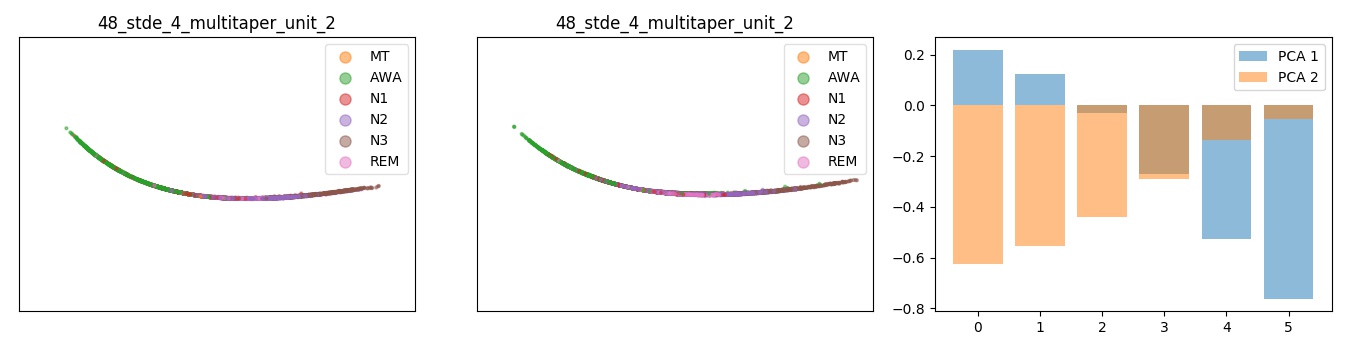 48_stde_4_multitaper_unit_2
MT
AWA
N1
N2
N3
REM
48_stde_4_multitaper_unit_2
MT
AWA
N1
N2
N3
REM
PCA 1
PCA 2
0.2
0.0
−0.2
−0.4
−0.6
−0.8
0 1 2 3 4 5